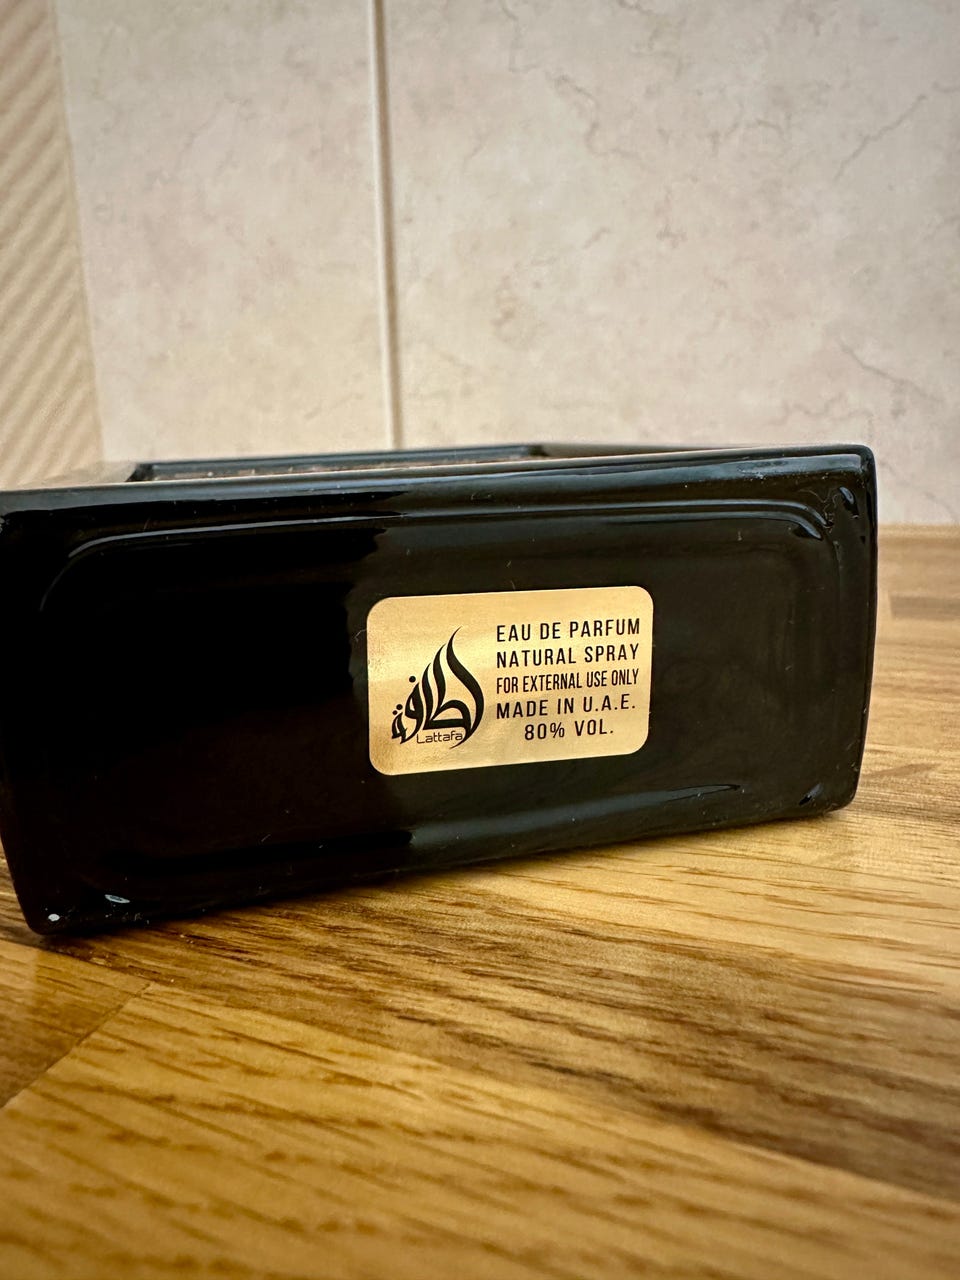 لطافة
Lattafa
EAU DE PARFUM
NATURAL SPRAY
FOR EXTERNAL USE ONLY
MADE IN U.A.E.
80% VOL.